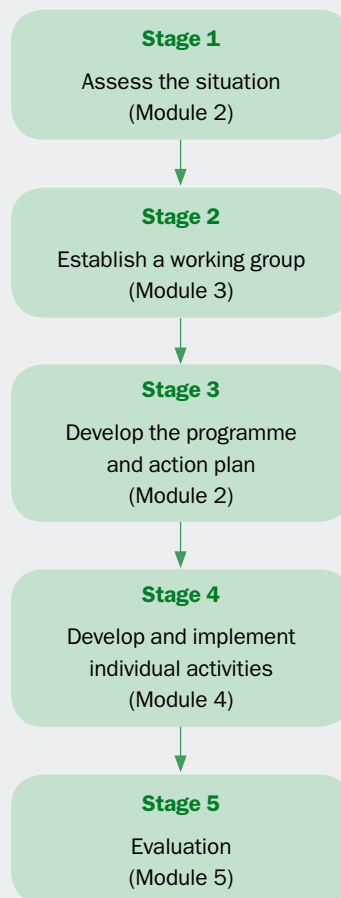 Stage 1
Assess the situation
(Module 2)
Stage 2
Establish a working group
(Module 3)
Stage 3
Develop the programme
and action plan
(Module 2)
Stage 4
Develop and implement
individual activities
(Module 4)
Stage 5
Evaluation
(Module 5)